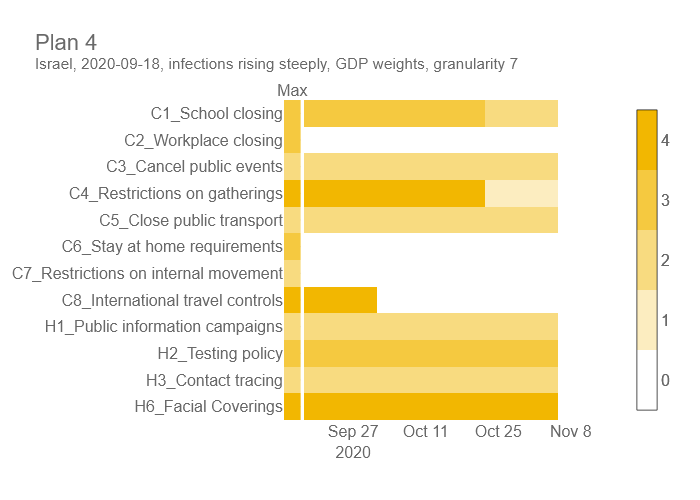 Plan 4
Israel, 2020-09-18, infections rising steeply, GDP weights, granularity 7
Max
C1_School closing
C2_Workplace closing
C3_Cancel public events
C4_Restrictions on gatherings
C5_Close public transport
C6_Stay at home requirements
C7_Restrictions on internal movement
C8_International travel controls
H1_Public information campaigns
H2_Testing policy
H3_Contact tracing
H6_Facial Coverings
Sep 27 Oct 11 Oct 25 Nov 8
2020
4
3
2
1
0